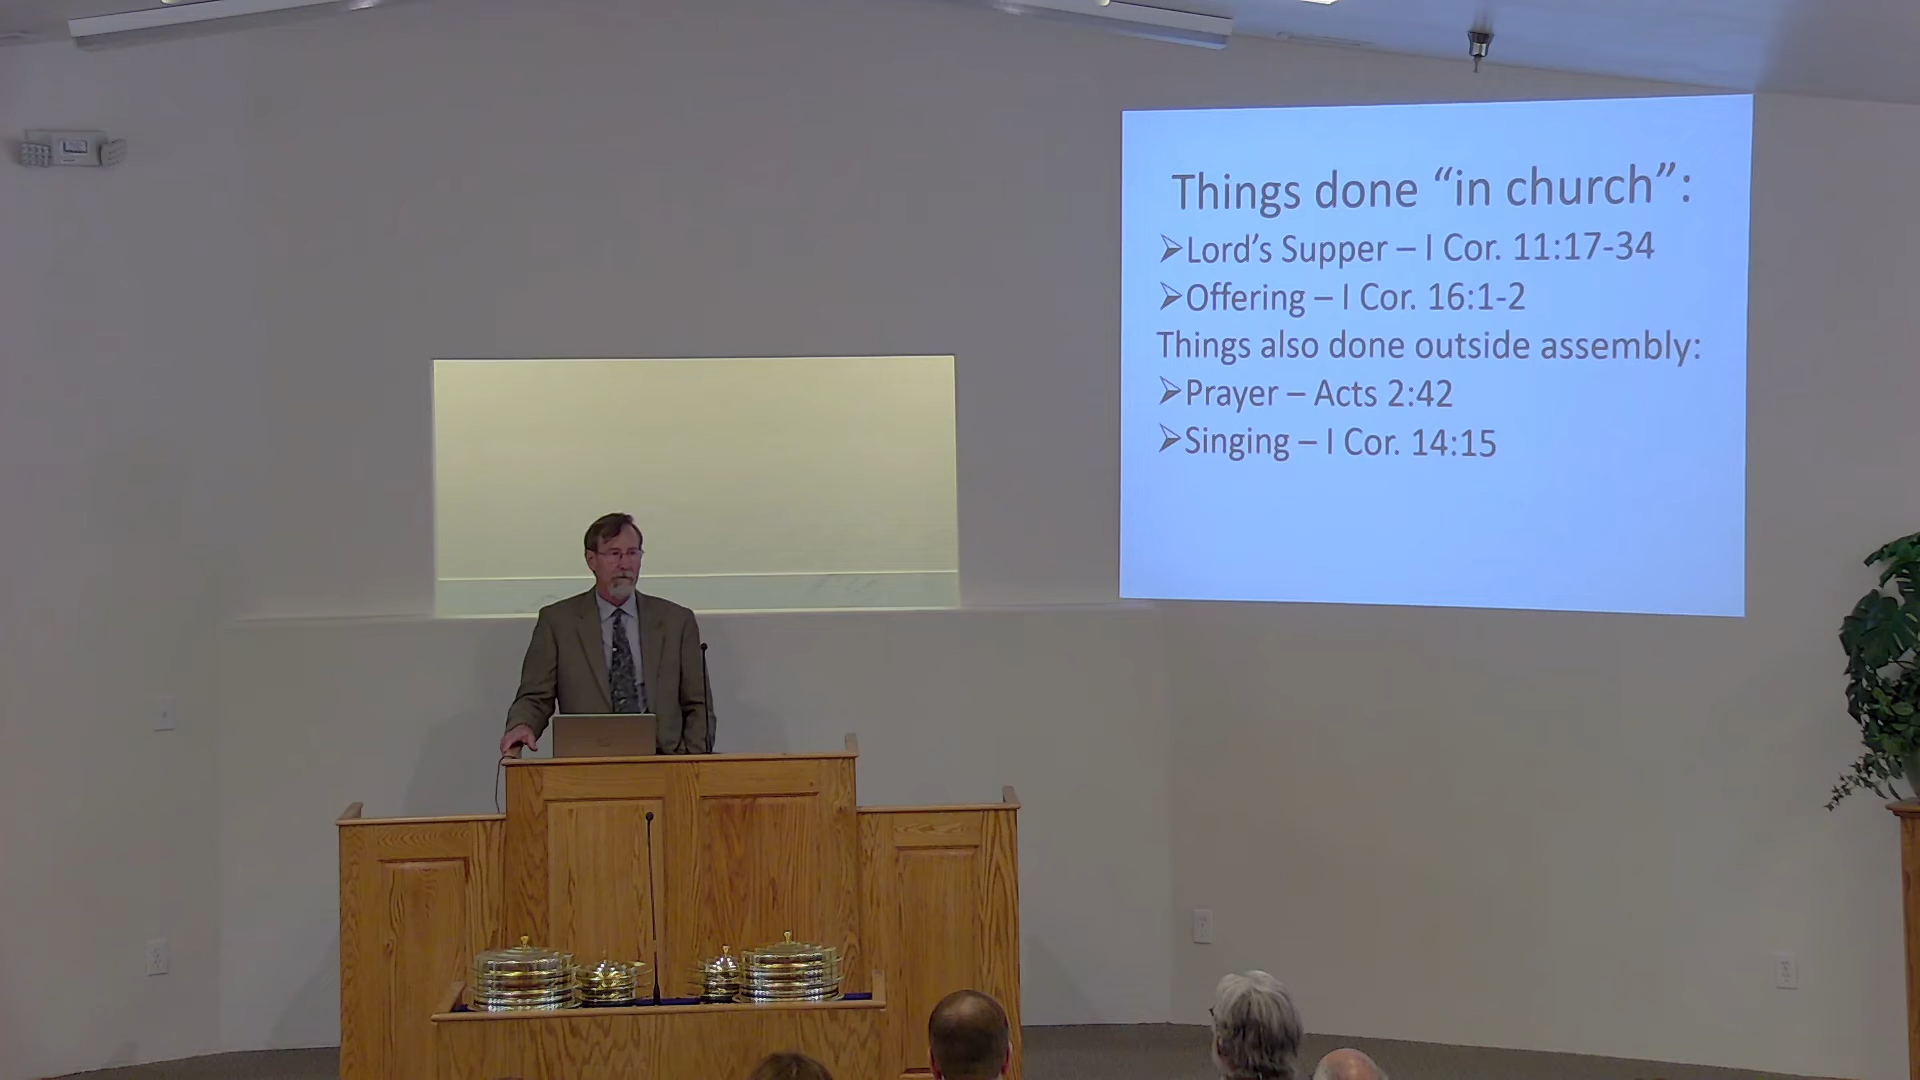 Things done “in church”:
➢Lord’s Supper – I Cor. 11:17-34
➢Offering – I Cor. 16:1-2
Things also done outside assembly:
➢Prayer – Acts 2:42
➢Singing – I Cor. 14:15